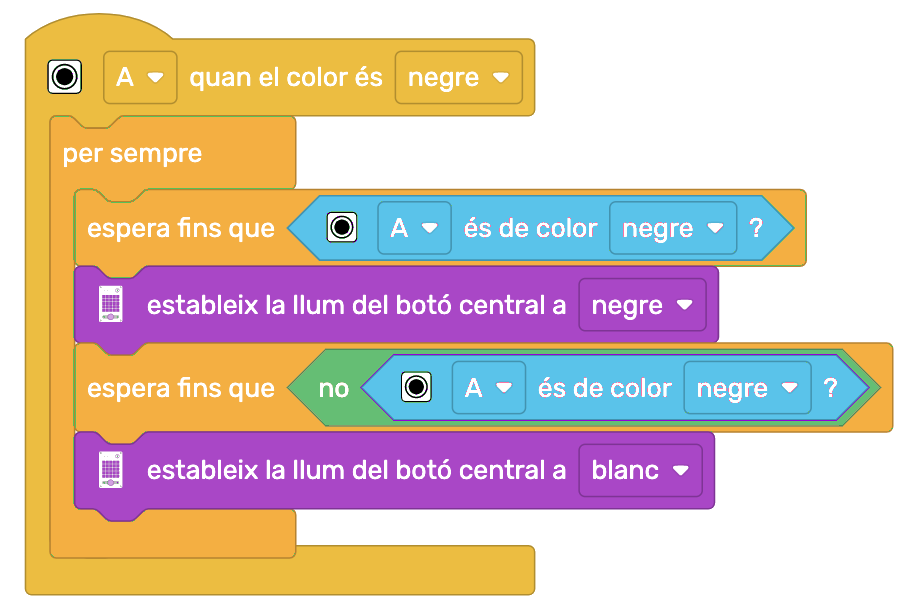 A quan el color és negre
per sempre
espera fins que A és de color negre ?
estableix la llum del botó central a negre
espera fins que no A és de color negre ?
estableix la llum del botó central a blanc